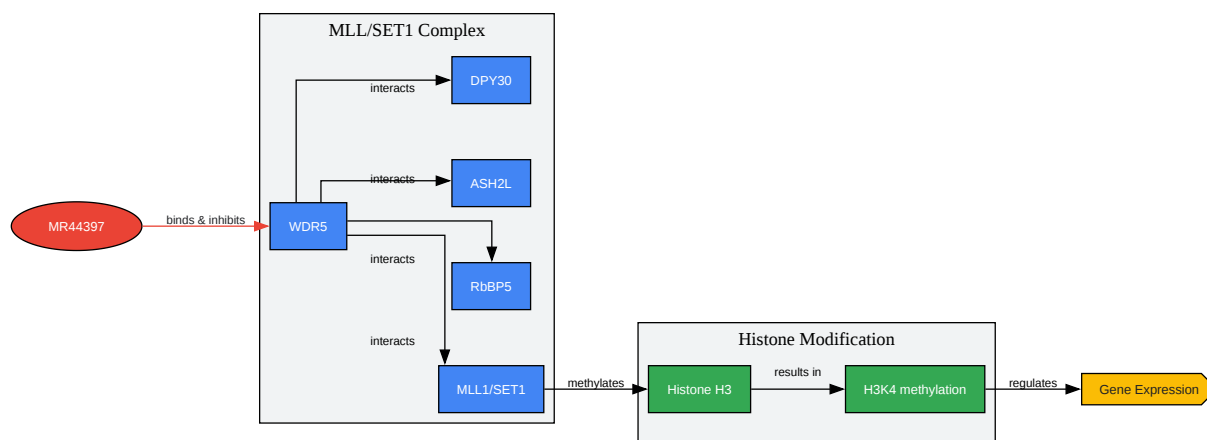 MLL/SET1 Complex
DPY30
interacts
ASH2L
interacts
MR44397
binds & inhibits
WDR5
interacts
RbBP5
interacts
MLL1/SET1
methylates
Histone Modification
Histone H3
results in
H3K4 methylation
regulates
Gene Expression